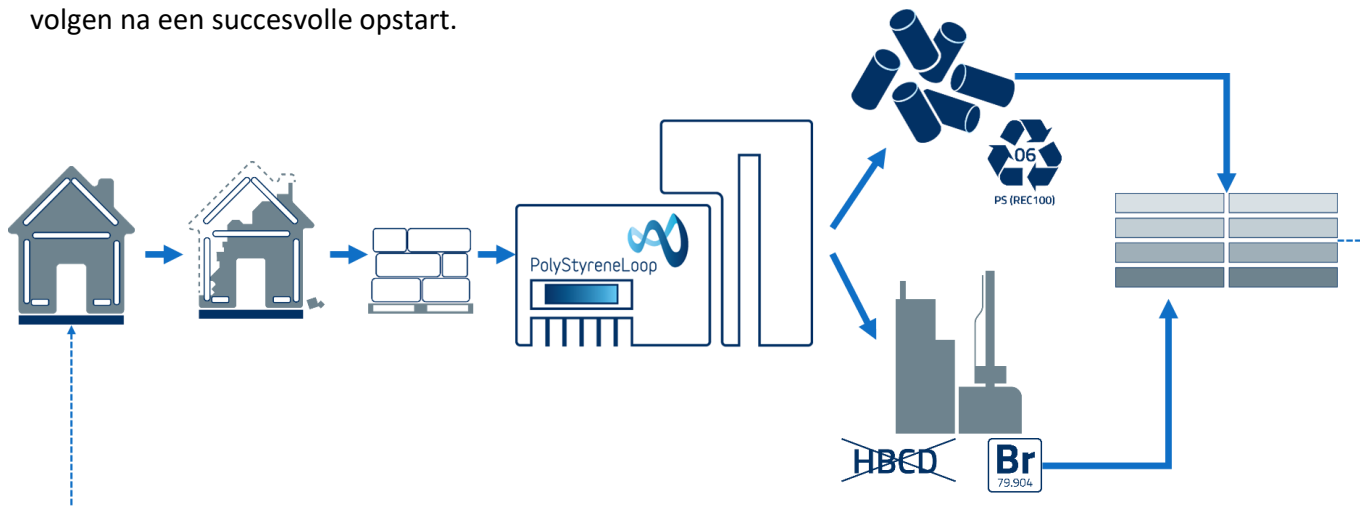 volgen na een succesvolle opstart.
06
PS (REC100)
PolyStyreneLoop
HBCD
Br
79.904